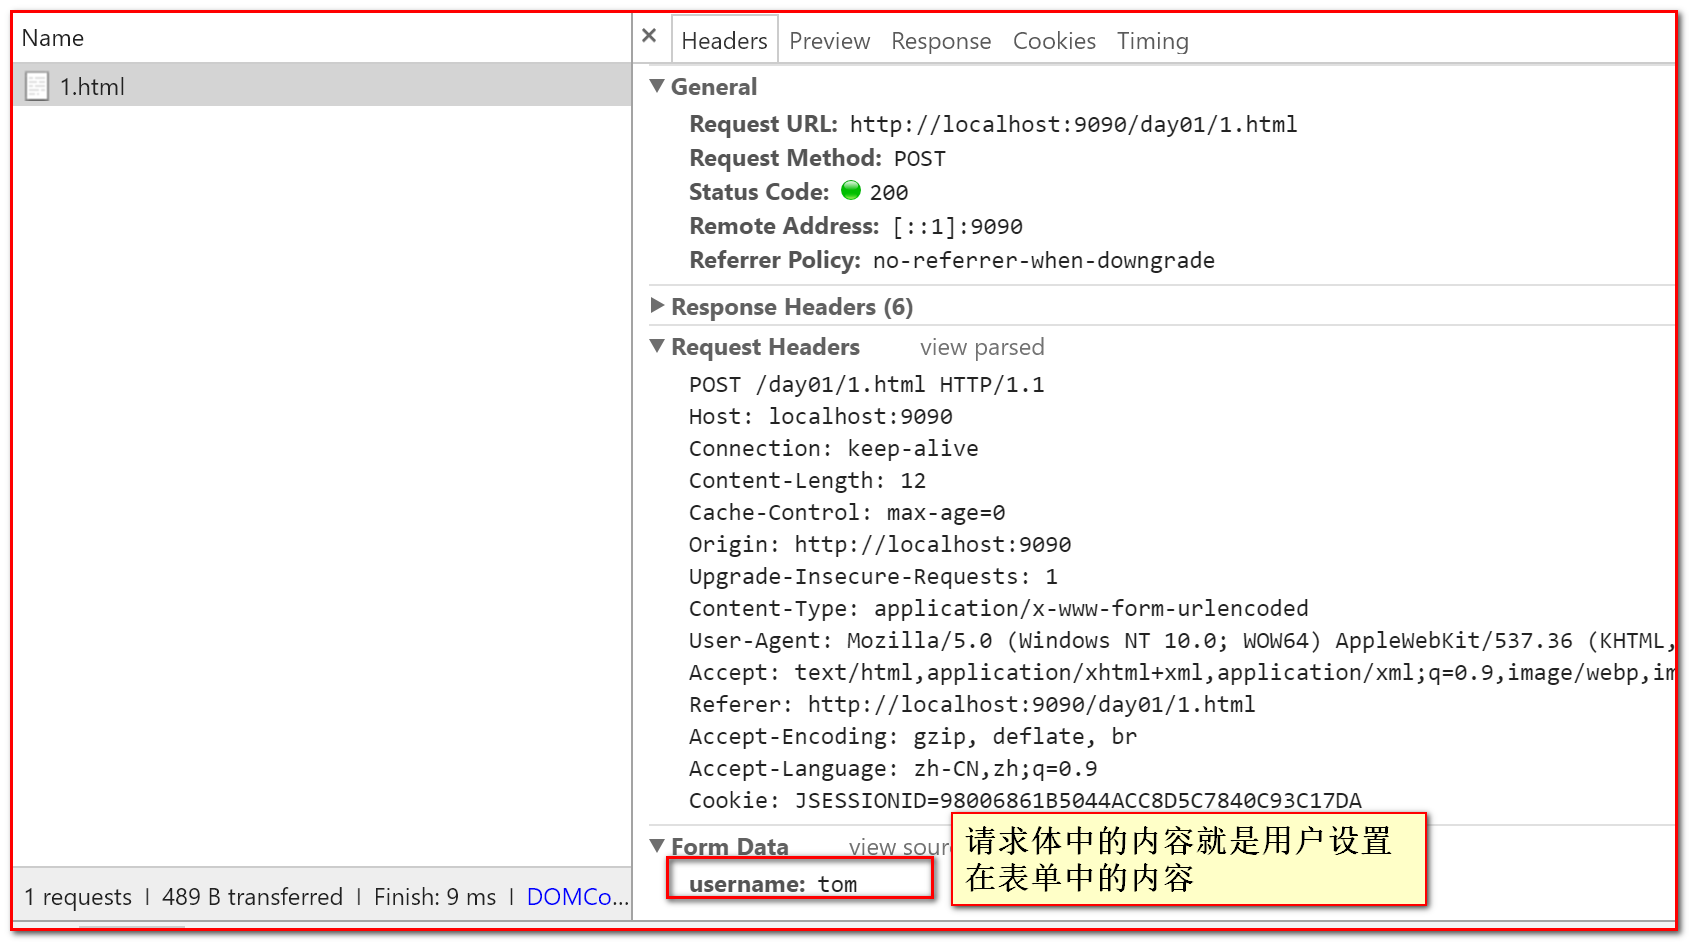 Name
1.html
1 requests | 489 B transferred | Finish: 9 ms | DOMCo...
× Headers Preview Response Cookies Timing
▼ General
Request URL: http://localhost:9090/day01/1.html
Request Method: POST
Status Code: 200
Remote Address: [::1]:9090
Referrer Policy: no-referrer-when-downgrade
▶ Response Headers (6)
▼ Request Headers view parsed
POST /day01/1.html HTTP/1.1
Host: localhost:9090
Connection: keep-alive
Content-Length: 12
Cache-Control: max-age=0
Origin: http://localhost:9090
Upgrade-Insecure-Requests: 1
Content-Type: application/x-www-form-urlencoded
User-Agent: Mozilla/5.0 (Windows NT 10.0; WOW64) AppleWebKit/537.36 (KHTML,
Accept: text/html,application/xhtml+xml,application/xml;q=0.9,image/webp,im
Referer: http://localhost:9090/day01/1.html
Accept-Encoding: gzip, deflate, br
Accept-Language: zh-CN,zh;q=0.9
Cookie: JSESSIONID=98006861B5044ACC8D5C7840C93C17DA
▼ Form Data view sour
username: tom
请求体中的内容就是用户设置
在表单中的内容